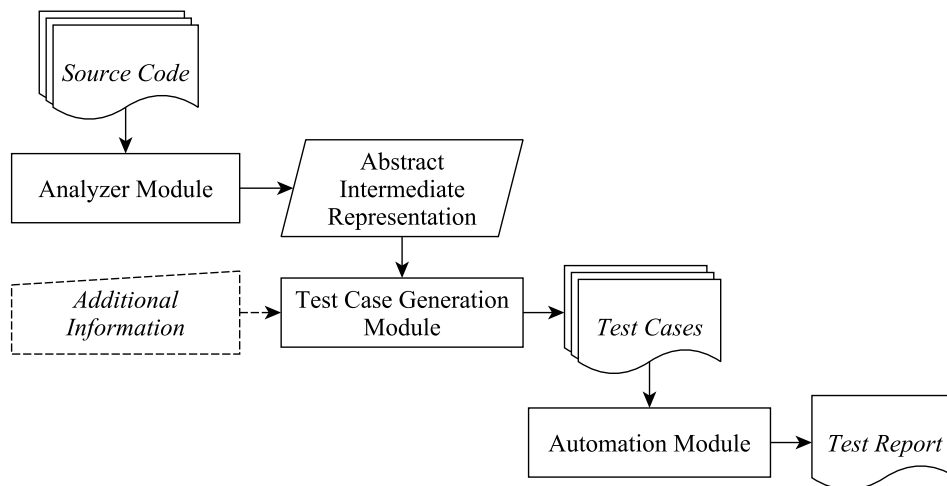 Source Code
Analyzer Module
Abstract
Intermediate
Representation
Additional
Information
Test Case Generation
Module
Test Cases
Automation Module
Test Report